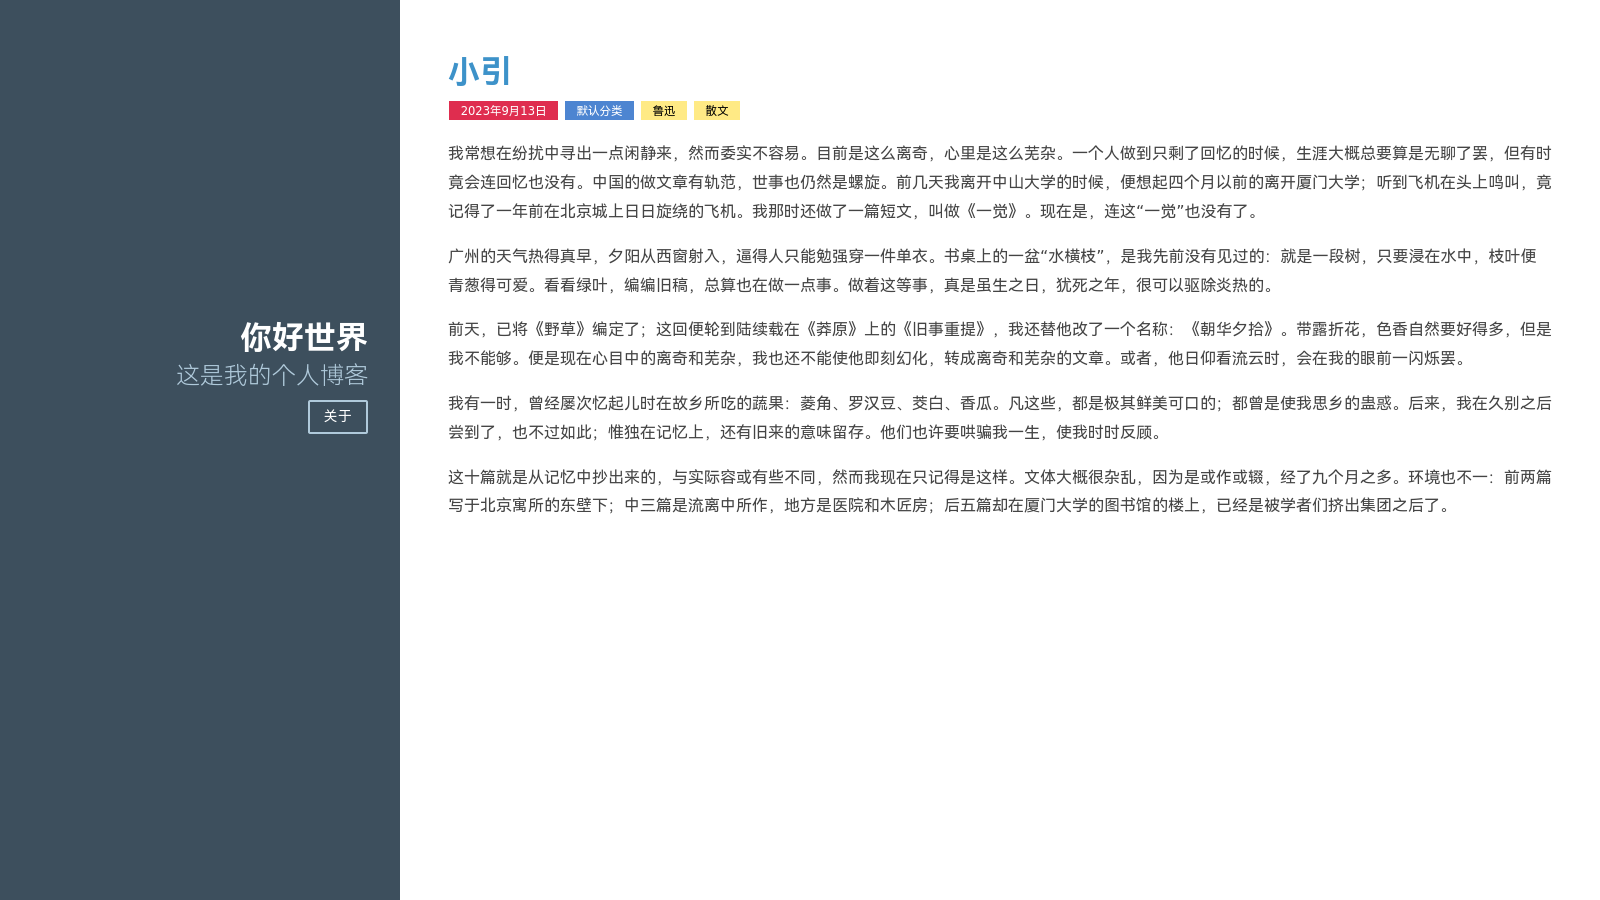 你好世界
这是我的个人博客
关于
小引
2023年9月13日 默认分类 鲁迅 散文
我常想在纷扰中寻出一点闲静来，然而委实不容易。目前是这么离奇，心里是这么芜杂。一个人做到只剩了回忆的时候，生涯大概总要算是无聊了罢，但有时
竟会连回忆也没有。中国的做文章有轨范，世事也仍然是螺旋。前几天我离开中山大学的时候，便想起四个月以前的离开厦门大学；听到飞机在头上鸣叫，竟
记得了一年前在北京城上日日旋绕的飞机。我那时还做了一篇短文，叫做《一觉》。现在是，连这“一觉”也没有了。
广州的天气热得真早，夕阳从西窗射入，逼得人只能勉强穿一件单衣。书桌上的一盆“水横枝”，是我先前没有见过的：就是一段树，只要浸在水中，枝叶便
青葱得可爱。看看绿叶，编编旧稿，总算也在做一点事。做着这等事，真是虽生之日，犹死之年，很可以驱除炎热的。
前天，已将《野草》编定了；这回便轮到陆续载在《莽原》上的《旧事重提》，我还替他改了一个名称：《朝华夕拾》。带露折花，色香自然要好得多，但是
我不能够。便是现在心目中的离奇和芜杂，我也还不能使他即刻幻化，转成离奇和芜杂的文章。或者，他日仰看流云时，会在我的眼前一闪烁罢。
我有一时，曾经屡次忆起儿时在故乡所吃的蔬果：菱角、罗汉豆、茭白、香瓜。凡这些，都是极其鲜美可口的；都曾是使我思乡的蛊惑。后来，我在久别之后
尝到了，也不过如此；惟独在记忆上，还有旧来的意味留存。他们也许要哄骗我一生，使我时时反顾。
这十篇就是从记忆中抄出来的，与实际容或有些不同，然而我现在只记得是这样。文体大概很杂乱，因为是或作或辍，经了九个月之多。环境也不一：前两篇
写于北京寓所的东壁下；中三篇是流离中所作，地方是医院和木匠房；后五篇却在厦门大学的图书馆的楼上，已经是被学者们挤出集团之后了。